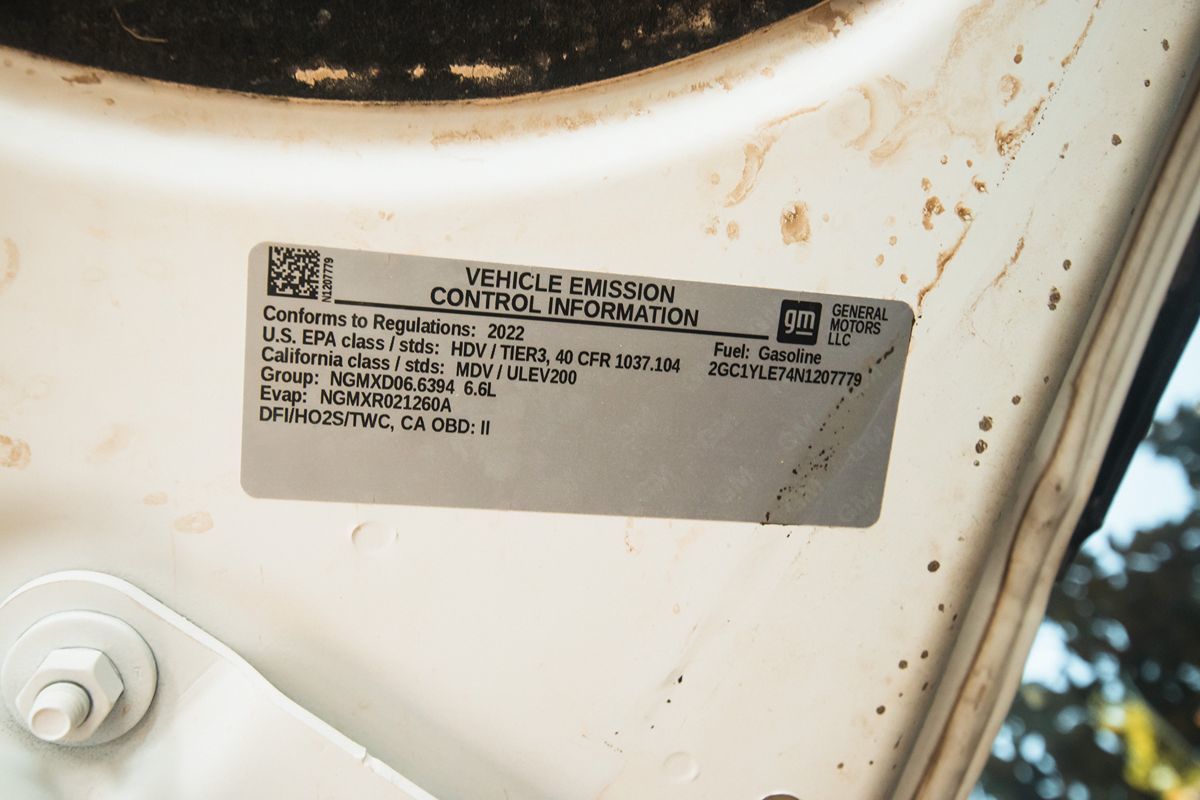 N1207779
VEHICLE EMISSION
CONTROL INFORMATION
gm
GENERAL
MOTORS
LLC
Conforms to Regulations: 2022
U.S. EPA class / stds: HDV / TIER3, 40 CFR 1037.104
California class / stds: MDV / ULEV200
Group: NGMXD06.6394 6.6L
Evap: NGMXR021260A
DFI/HO2S/TWC, CA OBD: II
Fuel: Gasoline
2GC1YLE74N1207779